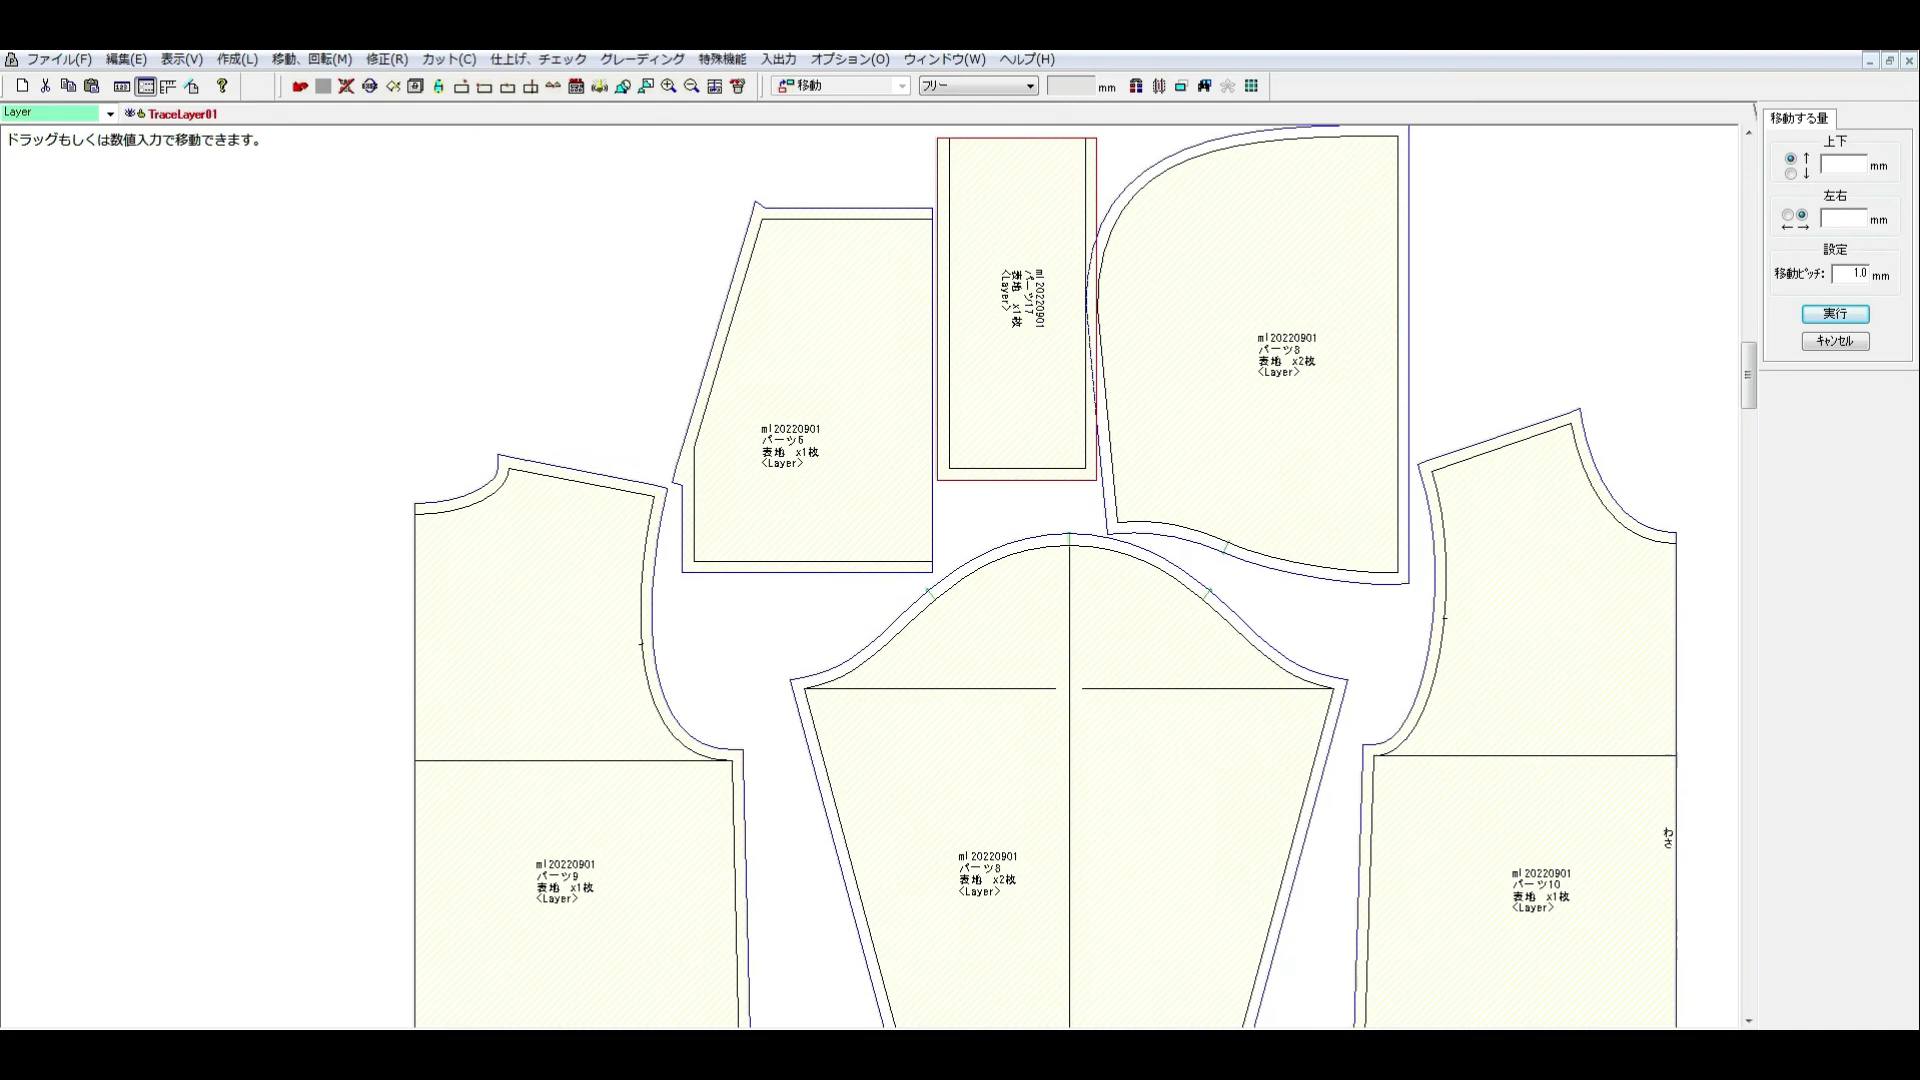 ファイル(F) 編集(E) 表示(V) 作成(L) 移動、回転(M) 修正(R) カット(C) 仕上げ、チェック グレーディング 特殊機能 入出力 オプション(O) ウィンドウ(W) ヘルプ(H)
移動 フリー mm
Layer TraceLayer01
ドラッグもしくは数値入力で移動できます。
移動する量
上下
↑ mm
↓
左右
mm
← →
設定
移動ピッチ: 1.0 mm
実行
キャンセル
ml20220901
パーツ17
表地 x1枚
<Layer>
ml20220901
パーツ8
表地 x2枚
<Layer>
ml20220901
パーツ6
表地 x1枚
<Layer>
わさ
ml20220901
パーツ9
表地 x1枚
<Layer>
ml20220901
パーツ8
表地 x2枚
<Layer>
ml20220901
パーツ10
表地 x1枚
<Layer>